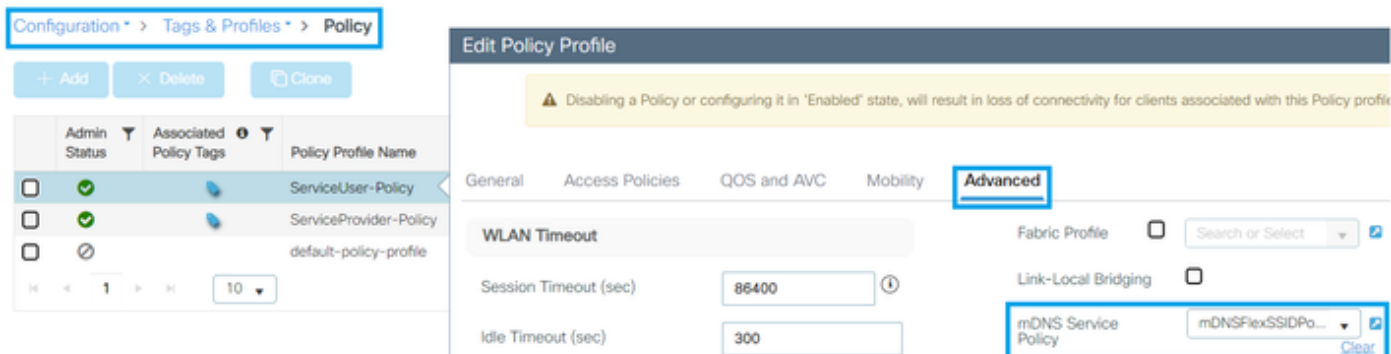 Configuration > Tags & Profiles > Policy
+ Add × Delete Clone
Admin Status Associated Policy Tags Policy Profile Name
ServiceUser-Policy
ServiceProvider-Policy
default-policy-profile
1 10
Edit Policy Profile
Disabling a Policy or configuring it in 'Enabled' state, will result in loss of connectivity for clients associated with this Policy profile
General Access Policies QOS and AVC Mobility Advanced
WLAN Timeout
Session Timeout (sec) 86400
Idle Timeout (sec) 300
Fabric Profile Search or Select
Link-Local Bridging
mDNS Service Policy mDNSFlexSSIDPo...
Clear